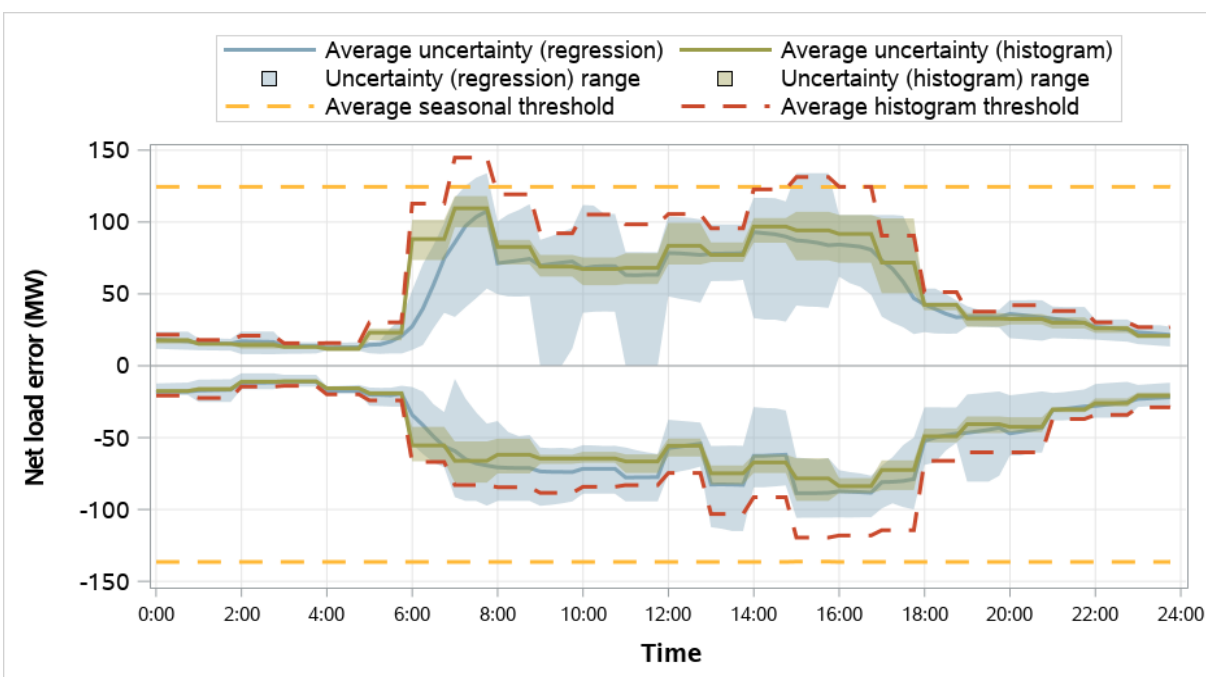 Average uncertainty (regression) Average uncertainty (histogram)
Uncertainty (regression) range Uncertainty (histogram) range
Average seasonal threshold Average histogram threshold
Net load error (MW)
150
100
50
0
-50
-100
-150
0:00 2:00 4:00 6:00 8:00 10:00 12:00 14:00 16:00 18:00 20:00 22:00 24:00
Time